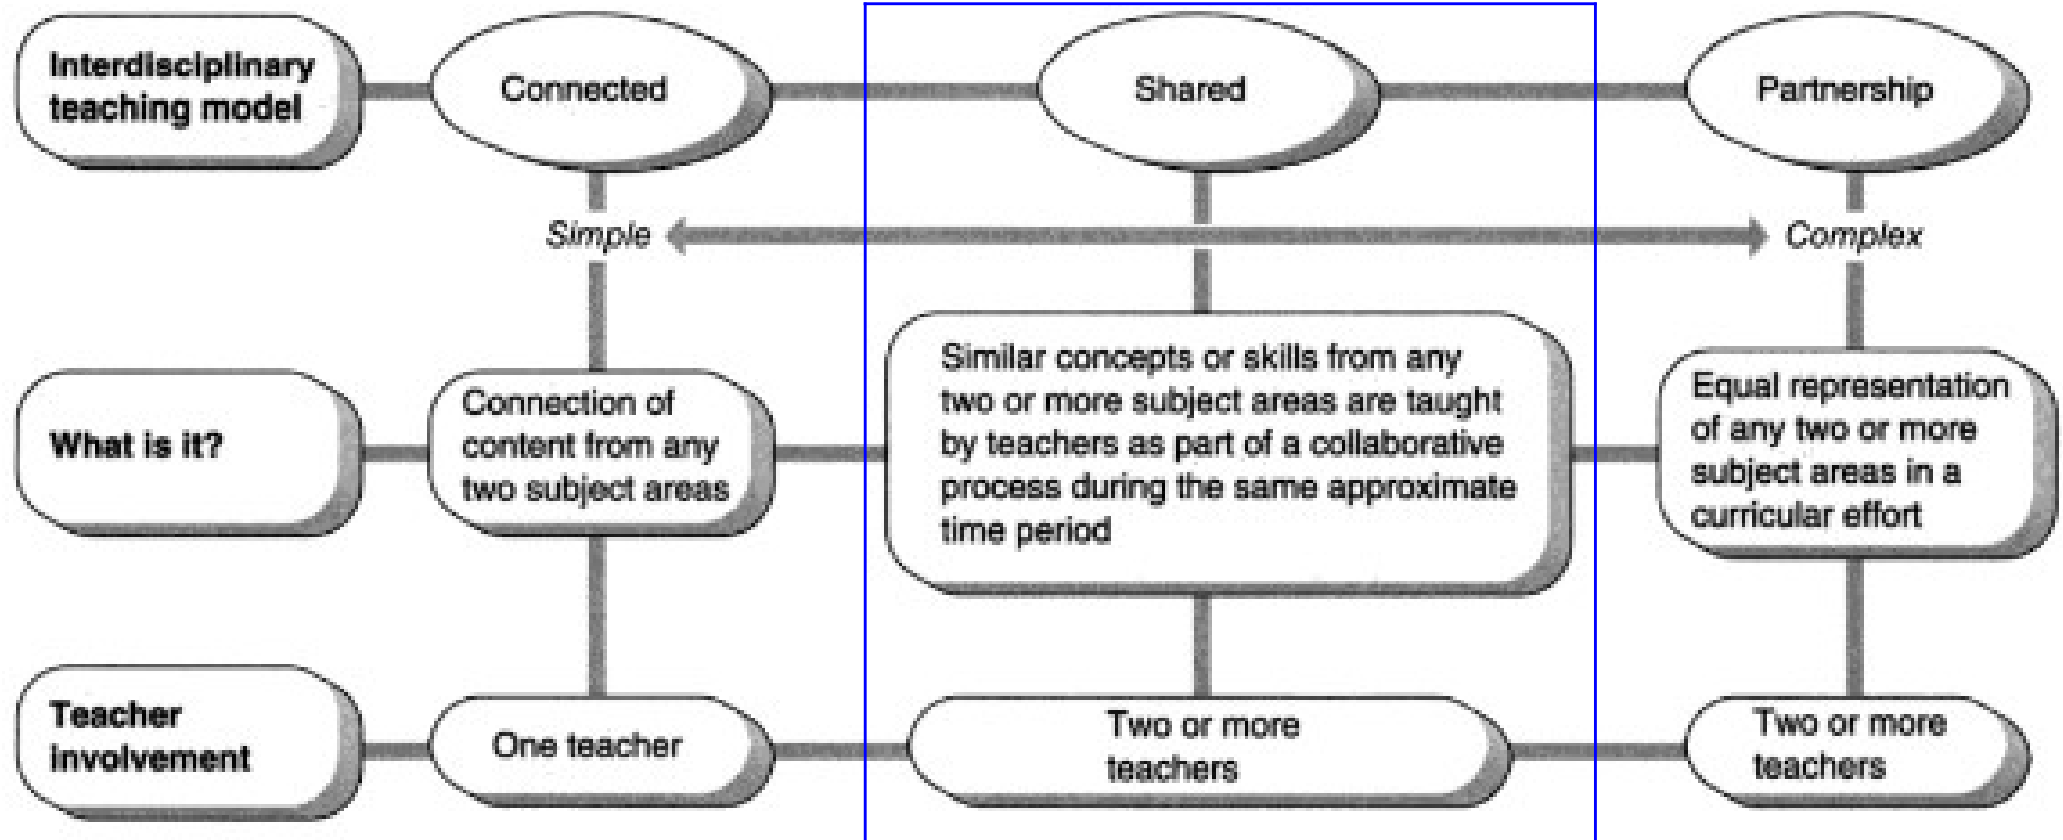 Interdisciplinary
teaching model
Connected
Shared
Partnership
Simple
Complex
What is it?
Connection of
content from any
two subject areas
Similar concepts or skills from any
two or more subject areas are taught
by teachers as part of a collaborative
process during the same approximate
time period
Equal representation
of any two or more
subject areas in a
curricular effort
Teacher
involvement
One teacher
Two or more
teachers
Two or more
teachers